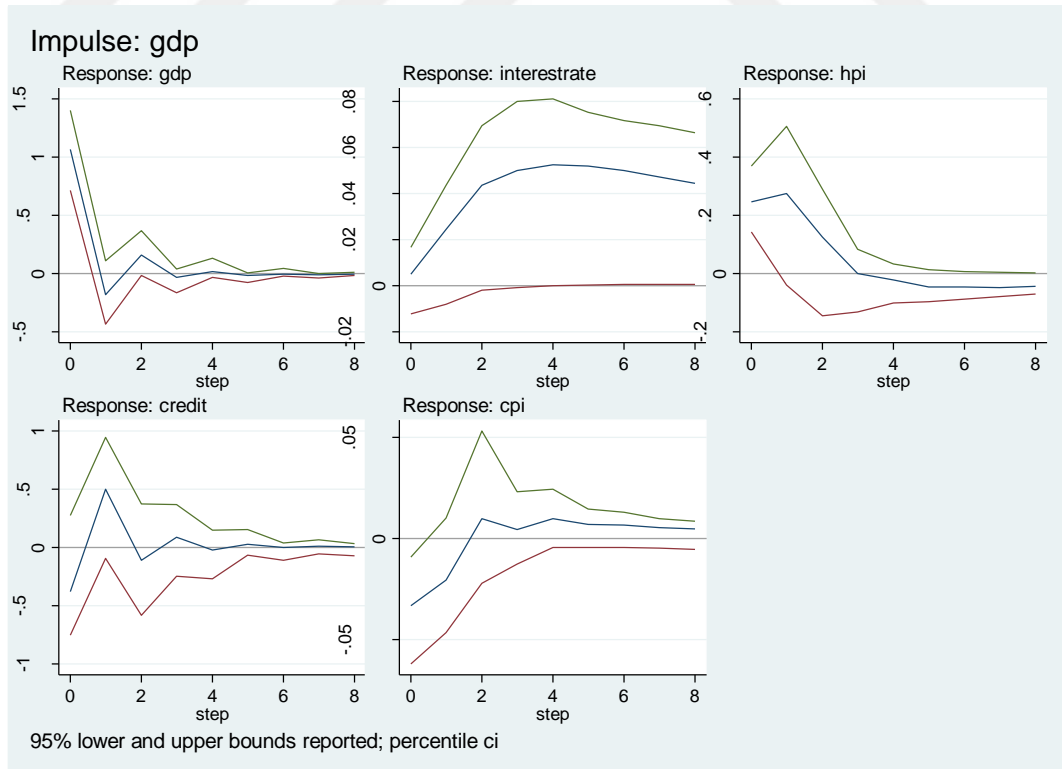 Impulse: gdp
Response: gdp
1.5
1
.5
0
-.5
0 2 4 6 8
step
Response: interestrate
.08
.06
.04
.02
0
-.02
0 2 4 6 8
step
Response: hpi
.6
.4
.2
0
-.2
0 2 4 6 8
step
Response: credit
1
.5
0
-.5
-1
0 2 4 6 8
step
Response: cpi
.05
0
-.05
0 2 4 6 8
step
95% lower and upper bounds reported; percentile ci